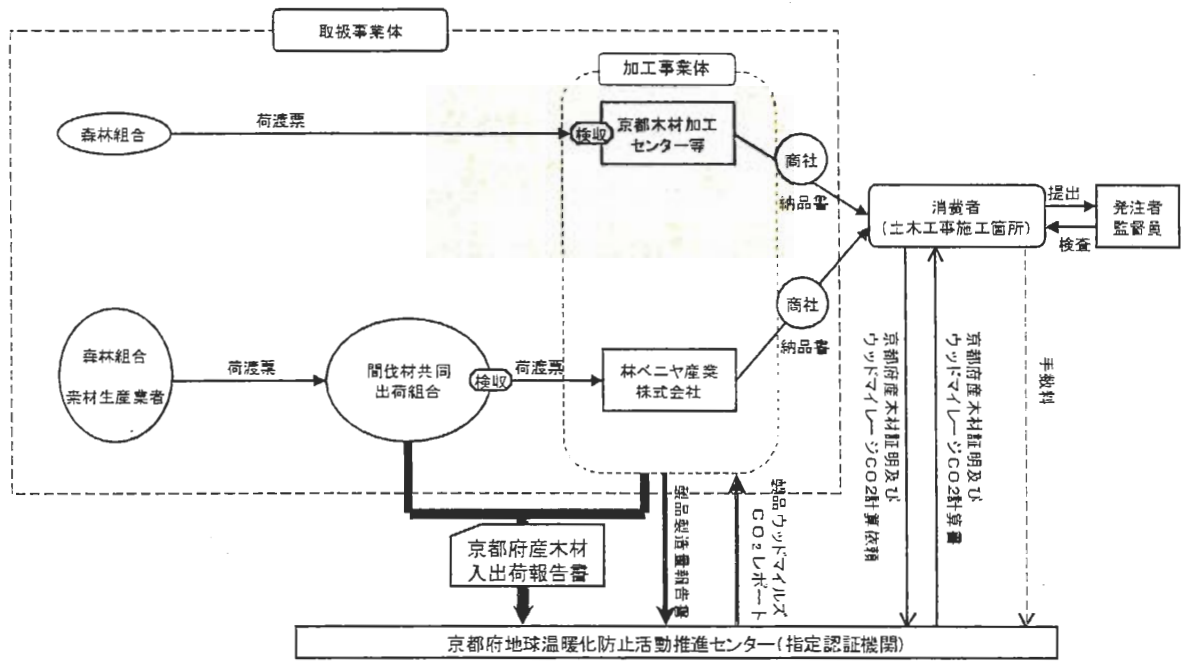 取扱事業体
加工事業体
森林組合
荷渡票
検収
京都木材加工
センター等
商社
納品書
消費者
(土木工事施工箇所)
提出
検査
発注者
監督員
森林組合
素材生産業者
荷渡票
間伐材共同
出荷組合
検収
荷渡票
林ベニヤ産業
株式会社
商社
納品書
京都府産木材証明及び
ウッドマイレージCO2計算依頼
京都府産木材証明及び
ウッドマイレージCO2計算書
手数料
京都府産木材
入出荷報告書
製品製造量報告書
製品ウッドマイルズ
CO₂レポート
京都府地球温暖化防止活動推進センター(指定認証機関)